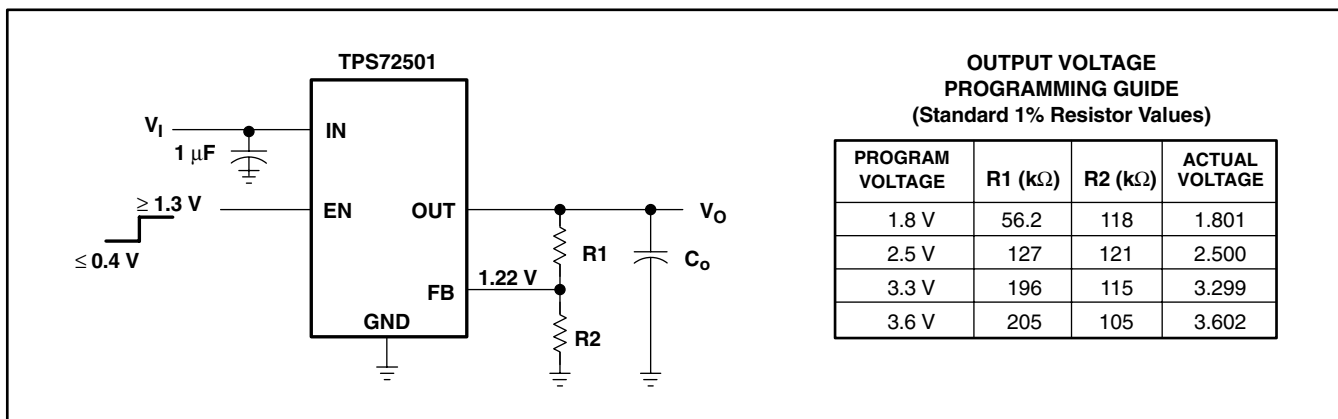 TPS72501
V_I
IN
1 μF
≥ 1.3 V
EN
≤ 0.4 V
OUT
V_O
R1
C_o
1.22 V
FB
GND
R2
OUTPUT VOLTAGE
PROGRAMMING GUIDE
(Standard 1% Resistor Values)
PROGRAM VOLTAGE R1 (kΩ) R2 (kΩ) ACTUAL VOLTAGE
1.8 V 56.2 118 1.801
2.5 V 127 121 2.500
3.3 V 196 115 3.299
3.6 V 205 105 3.602